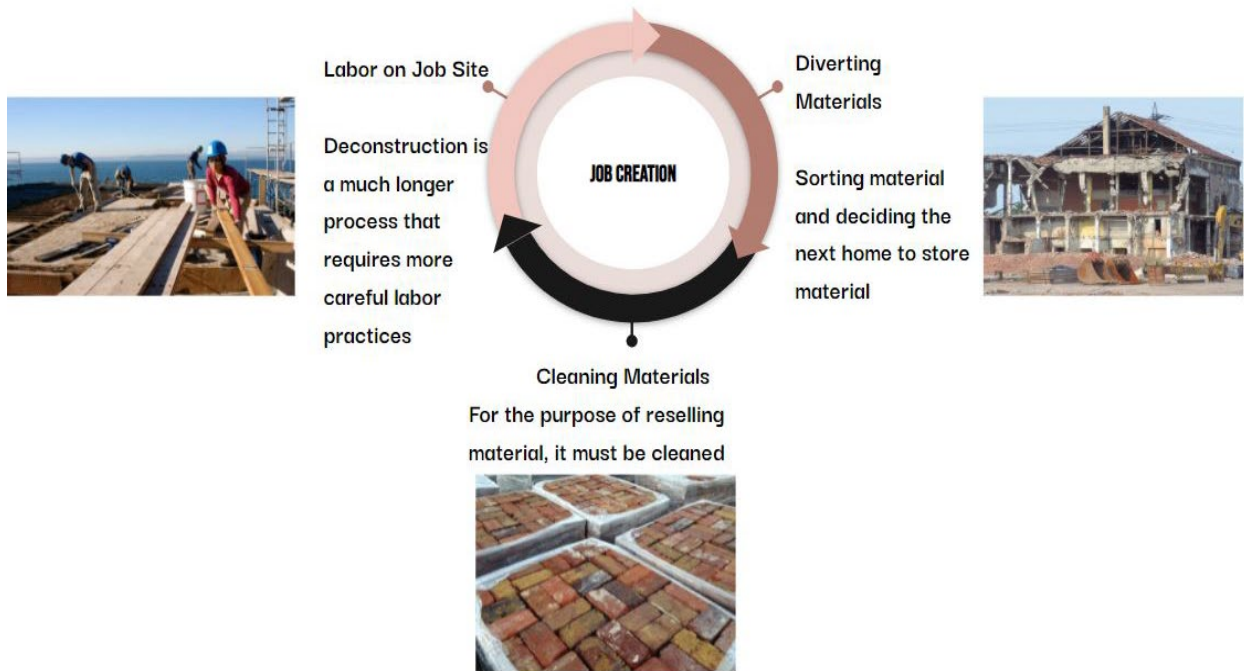 Labor on Job Site
Deconstruction is
a much longer
process that
requires more
careful labor
practices
JOB CREATION
Diverting
Materials
Sorting material
and deciding the
next home to store
material
Cleaning Materials
For the purpose of reselling
material, it must be cleaned